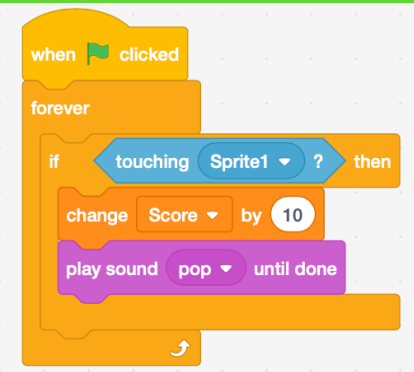 when clicked
forever
if touching Sprite1 ? then
change Score by 10
play sound pop until done